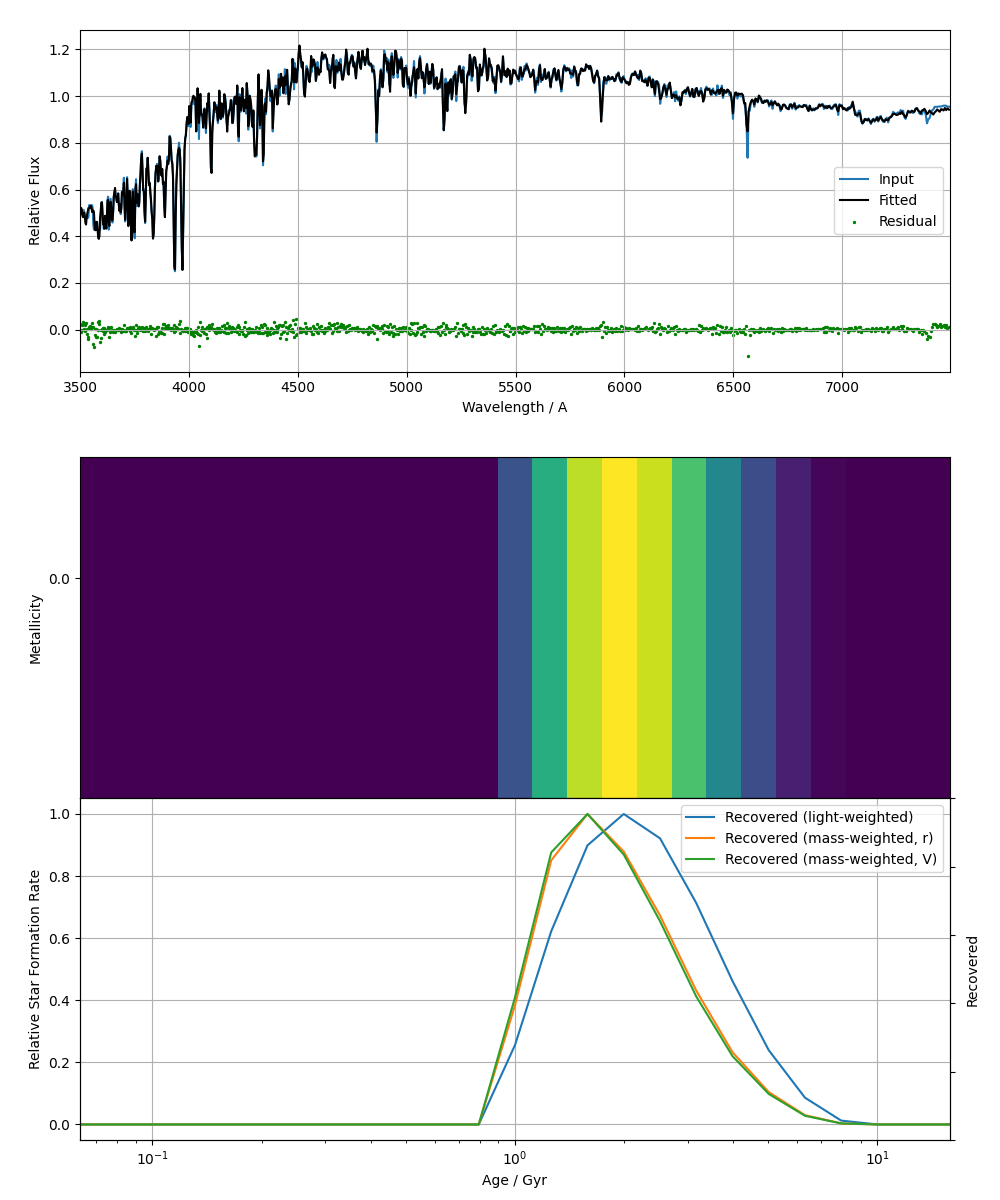 1.2
1.0
0.8
0.6
0.4
0.2
0.0
Relative Flux
Input
Fitted
Residual
3500 4000 4500 5000 5500 6000 6500 7000
Wavelength / A
0.0
Metallicity
1.0
0.8
0.6
0.4
0.2
0.0
Relative Star Formation Rate
Recovered (light-weighted)
Recovered (mass-weighted, r)
Recovered (mass-weighted, V)
Recovered
10⁻¹ 10⁰ 10¹
Age / Gyr